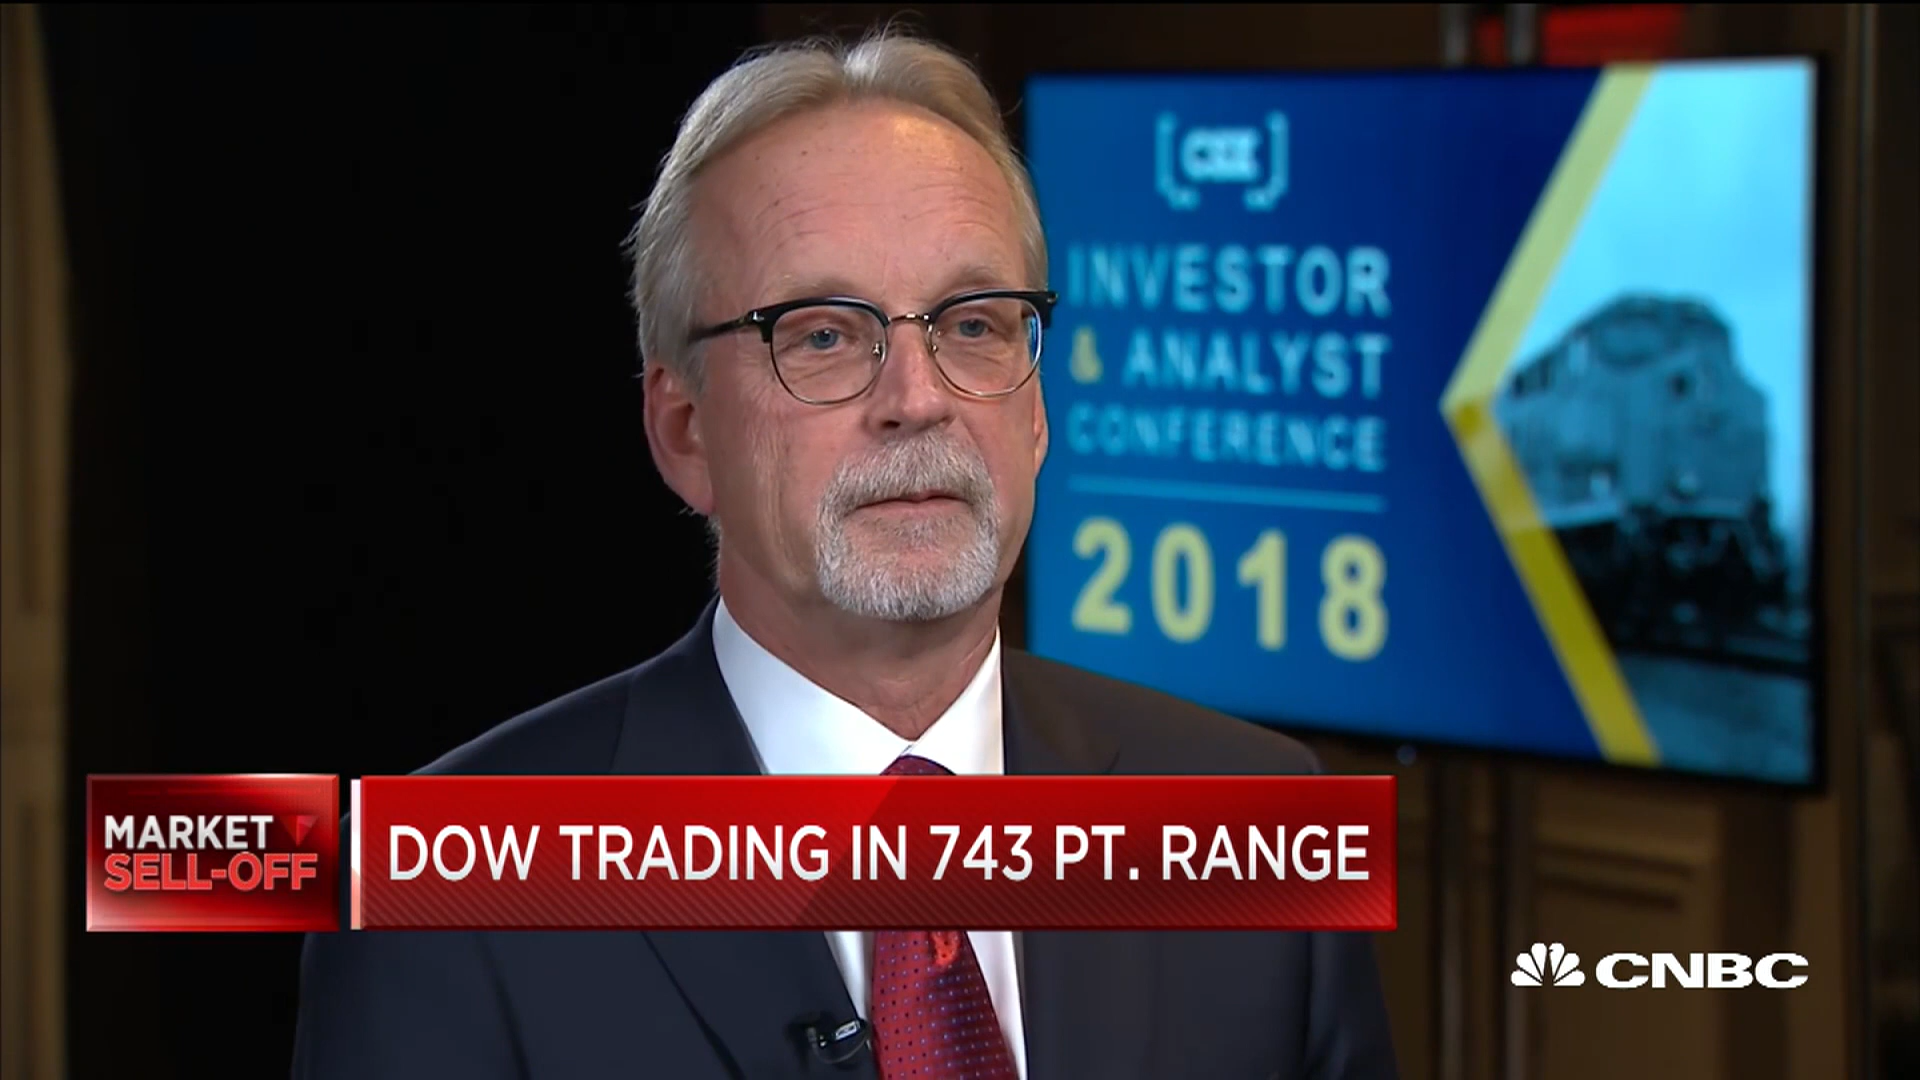 CSX
INVESTOR
& ANALYST
CONFERENCE
2018
MARKET
SELL-OFF
DOW TRADING IN 743 PT. RANGE
CNBC